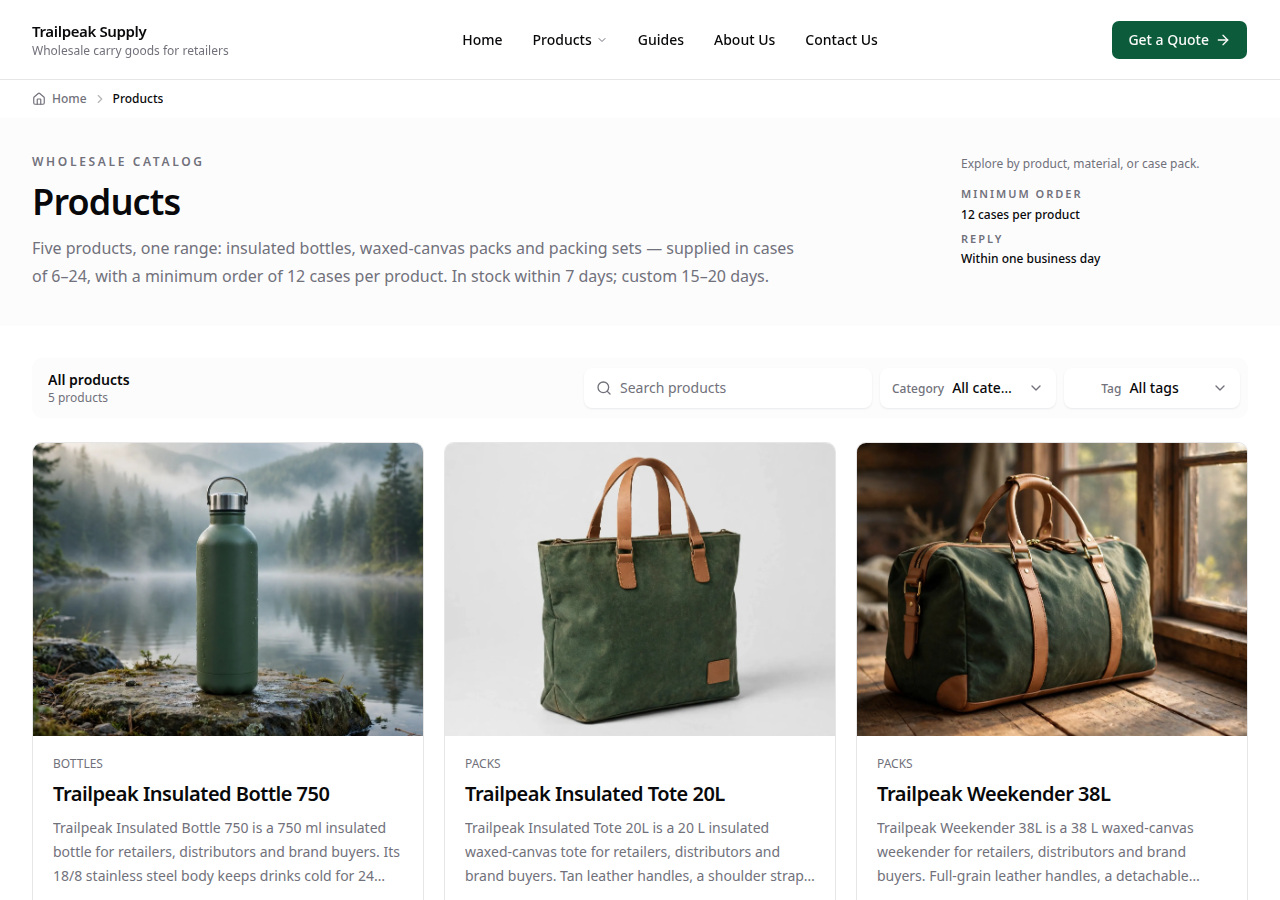 Trailpeak Supply
Wholesale carry goods for retailers
Home
Products
Guides
About Us
Contact Us
Get a Quote
Home
Products
WHOLESALE CATALOG
Products
Five products, one range: insulated bottles, waxed-canvas packs and packing sets — supplied in cases
of 6–24, with a minimum order of 12 cases per product. In stock within 7 days; custom 15–20 days.
Explore by product, material, or case pack.
MINIMUM ORDER
12 cases per product
REPLY
Within one business day
All products
5 products
Search products
Category All cate...
Tag All tags
BOTTLES
Trailpeak Insulated Bottle 750
Trailpeak Insulated Bottle 750 is a 750 ml insulated
bottle for retailers, distributors and brand buyers. Its
18/8 stainless steel body keeps drinks cold for 24...
PACKS
Trailpeak Insulated Tote 20L
Trailpeak Insulated Tote 20L is a 20 L insulated
waxed-canvas tote for retailers, distributors and
brand buyers. Tan leather handles, a shoulder strap...
PACKS
Trailpeak Weekender 38L
Trailpeak Weekender 38L is a 38 L waxed-canvas
weekender for retailers, distributors and brand
buyers. Full-grain leather handles, a detachable...